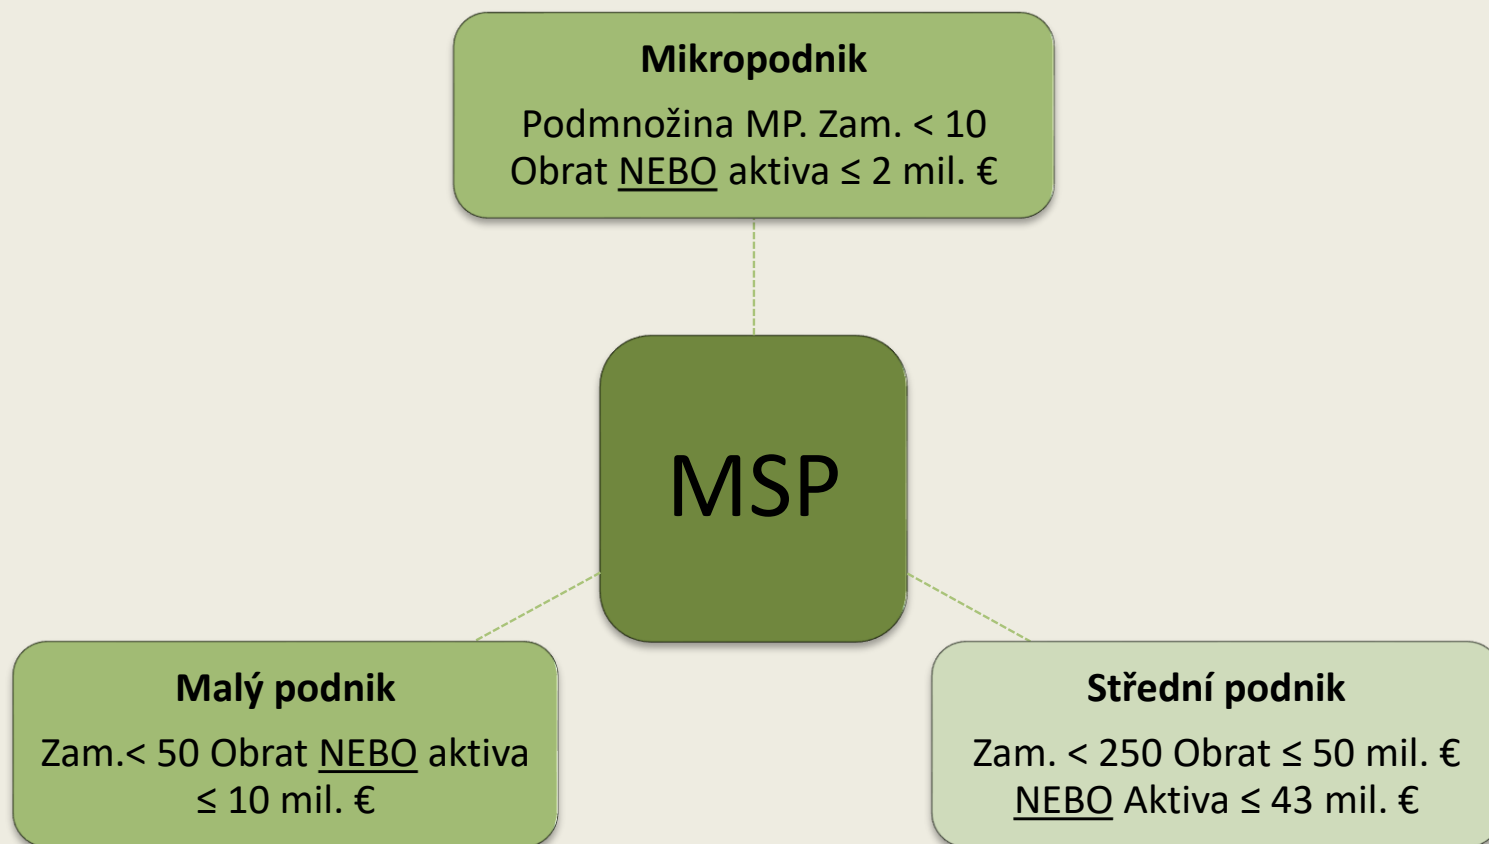 Mikropodnik
Podmnožina MP. Zam. < 10
Obrat NEBO aktiva ≤ 2 mil. €
MSP
Malý podnik
Zam.< 50 Obrat NEBO aktiva
≤ 10 mil. €
Střední podnik
Zam. < 250 Obrat ≤ 50 mil. €
NEBO Aktiva ≤ 43 mil. €